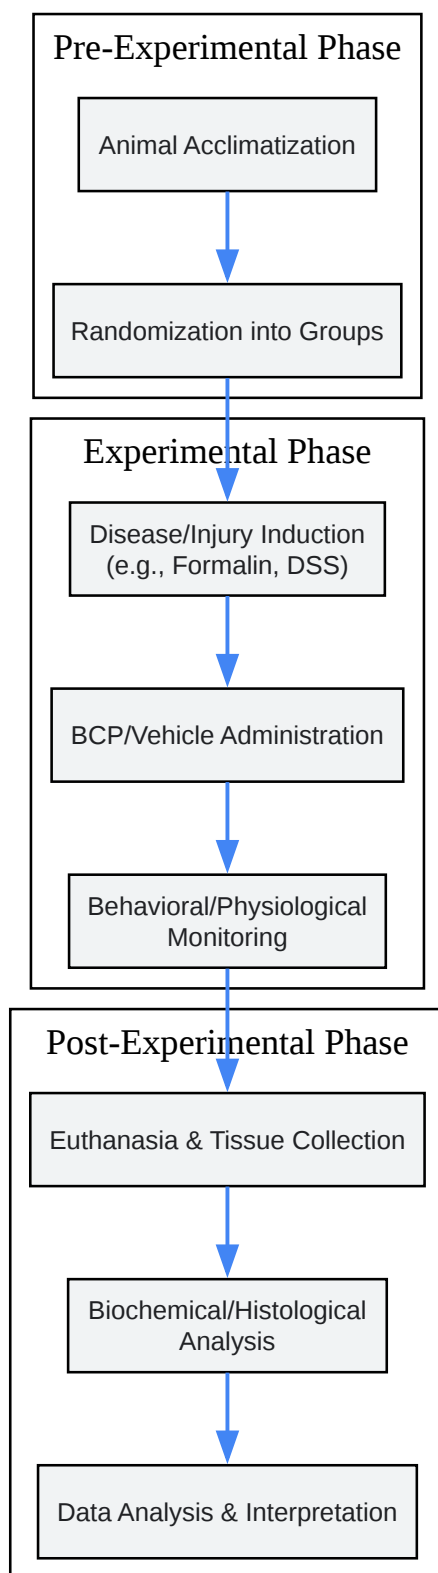 Pre-Experimental Phase
Animal Acclimatization
Randomization into Groups
Experimental Phase
Disease/Injury Induction
(e.g., Formalin, DSS)
BCP/Vehicle Administration
Behavioral/Physiological
Monitoring
Post-Experimental Phase
Euthanasia & Tissue Collection
Biochemical/Histological
Analysis
Data Analysis & Interpretation